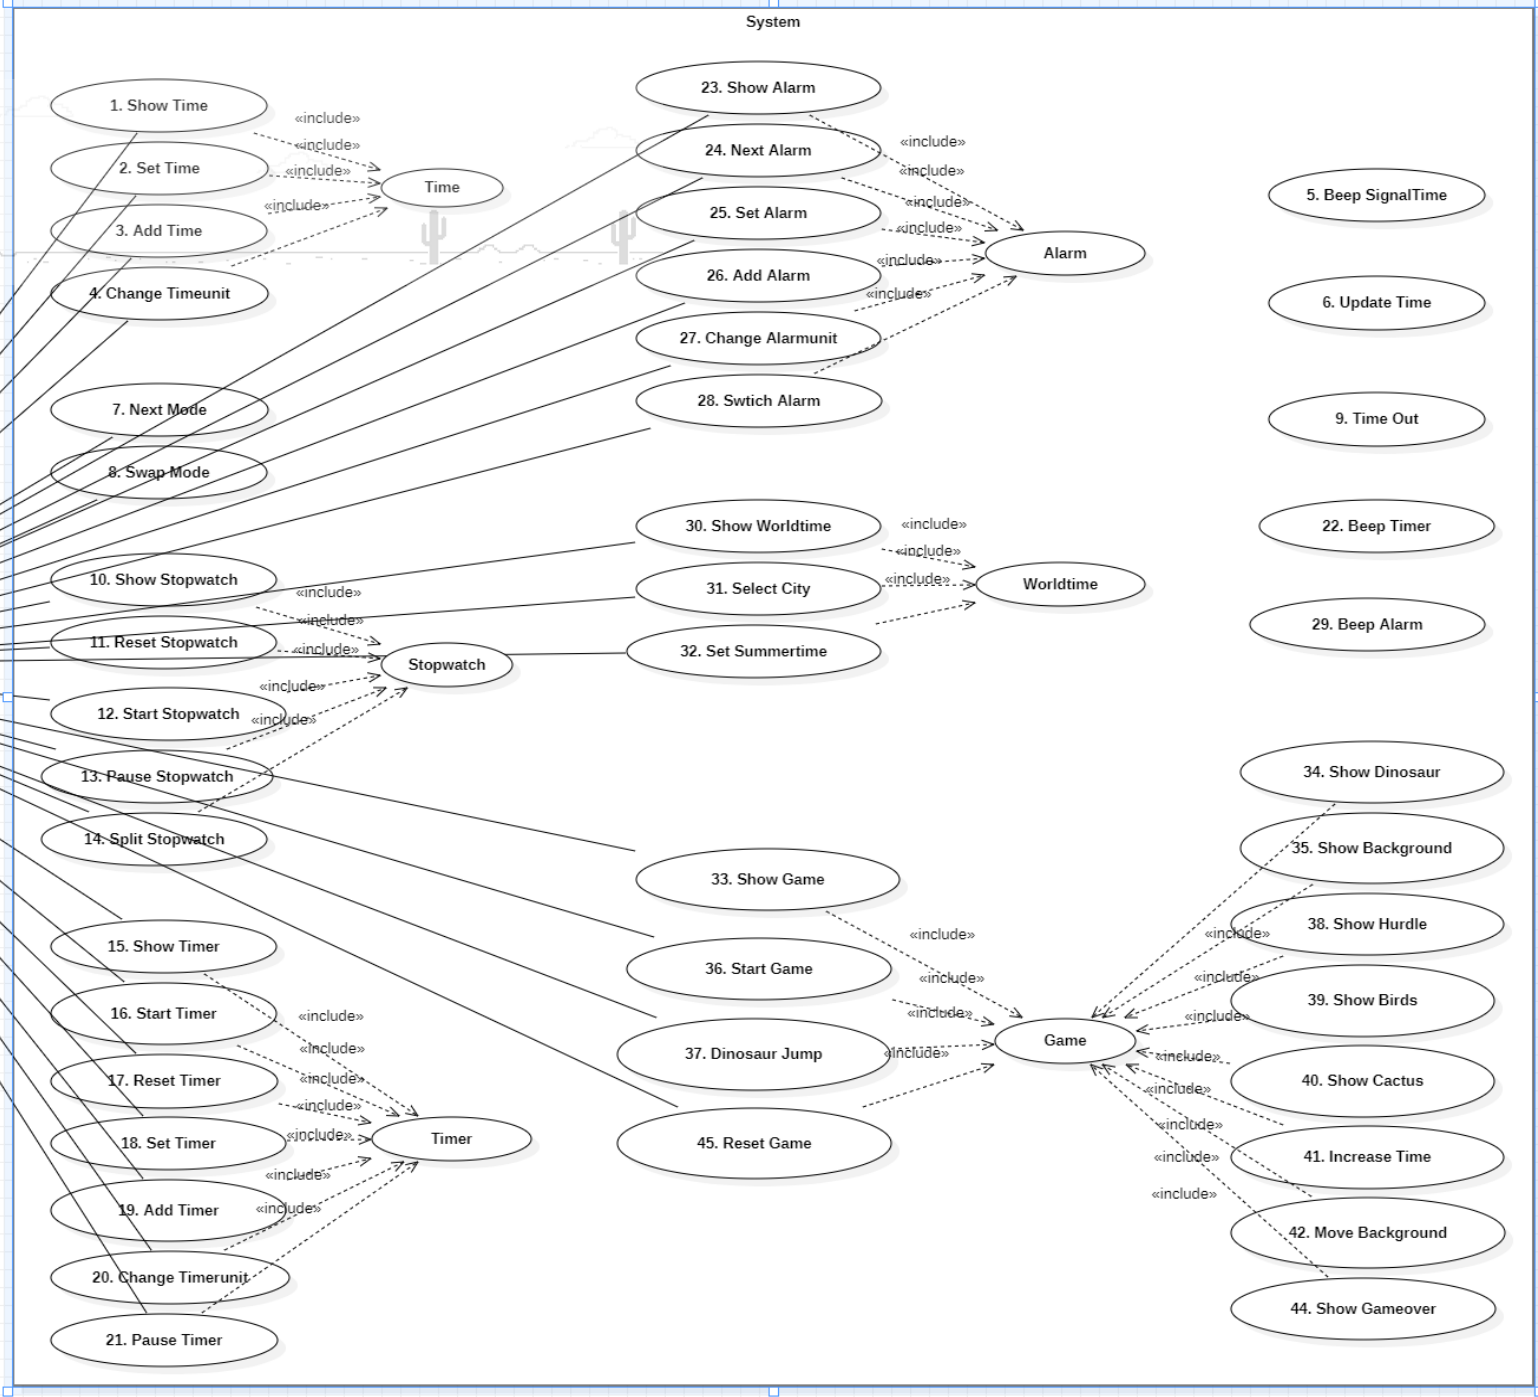 System
1. Show Time
2. Set Time
3. Add Time
4. Change Timeunit
«include»
«include»
«include»
«include»
Time
7. Next Mode
8. Swap Mode
10. Show Stopwatch
11. Reset Stopwatch
12. Start Stopwatch
13. Pause Stopwatch
14. Split Stopwatch
«include»
«include»
«include»
«include»
«include»
Stopwatch
15. Show Timer
16. Start Timer
17. Reset Timer
18. Set Timer
19. Add Timer
20. Change Timerunit
21. Pause Timer
«include»
«include»
«include»
«include»
«include»
«include»
«include»
Timer
23. Show Alarm
24. Next Alarm
25. Set Alarm
26. Add Alarm
27. Change Alarmunit
28. Swtich Alarm
«include»
«include»
«include»
«include»
«include»
«include»
Alarm
30. Show Worldtime
31. Select City
32. Set Summertime
«include»
«include»
«include»
Worldtime
33. Show Game
36. Start Game
37. Dinosaur Jump
45. Reset Game
«include»
«include»
«include»
«include»
Game
5. Beep SignalTime
6. Update Time
9. Time Out
22. Beep Timer
29. Beep Alarm
34. Show Dinosaur
35. Show Background
38. Show Hurdle
39. Show Birds
40. Show Cactus
41. Increase Time
42. Move Background
44. Show Gameover
«include»
«include»
«include»
«include»
«include»
«include»
«include»
«include»